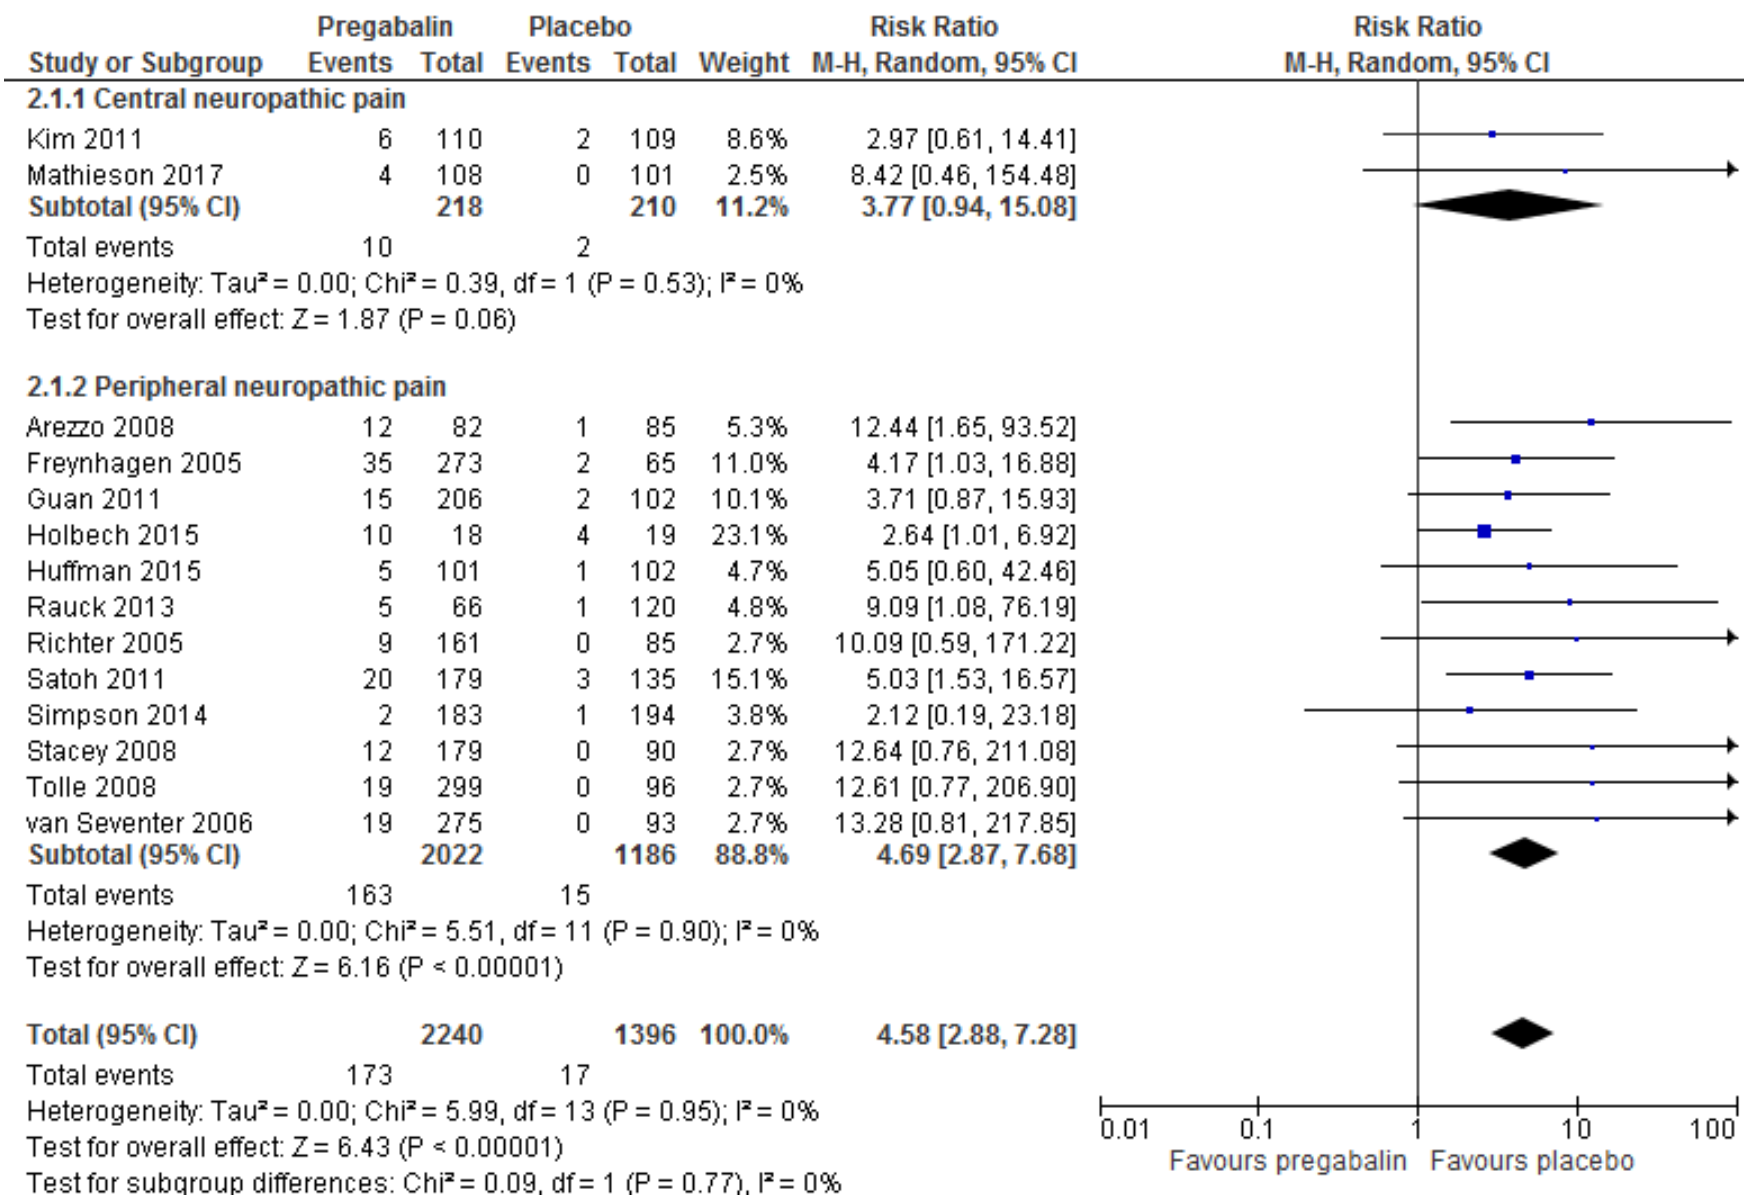 Pregabalin Placebo Risk Ratio Risk Ratio
Study or Subgroup Events Total Events Total Weight M-H, Random, 95% CI M-H, Random, 95% CI
2.1.1 Central neuropathic pain
Kim 2011 6 110 2 109 8.6% 2.97 [0.61, 14.41]
Mathieson 2017 4 108 0 101 2.5% 8.42 [0.46, 154.48]
Subtotal (95% CI) 218 210 11.2% 3.77 [0.94, 15.08]
Total events 10 2
Heterogeneity: Tau² = 0.00; Chi² = 0.39, df = 1 (P = 0.53); I² = 0%
Test for overall effect: Z = 1.87 (P = 0.06)
2.1.2 Peripheral neuropathic pain
Arezzo 2008 12 82 1 85 5.3% 12.44 [1.65, 93.52]
Freynhagen 2005 35 273 2 65 11.0% 4.17 [1.03, 16.88]
Guan 2011 15 206 2 102 10.1% 3.71 [0.87, 15.93]
Holbech 2015 10 18 4 19 23.1% 2.64 [1.01, 6.92]
Huffman 2015 5 101 1 102 4.7% 5.05 [0.60, 42.46]
Rauck 2013 5 66 1 120 4.8% 9.09 [1.08, 76.19]
Richter 2005 9 161 0 85 2.7% 10.09 [0.59, 171.22]
Satoh 2011 20 179 3 135 15.1% 5.03 [1.53, 16.57]
Simpson 2014 2 183 1 194 3.8% 2.12 [0.19, 23.18]
Stacey 2008 12 179 0 90 2.7% 12.64 [0.76, 211.08]
Tolle 2008 19 299 0 96 2.7% 12.61 [0.77, 206.90]
van Seventer 2006 19 275 0 93 2.7% 13.28 [0.81, 217.85]
Subtotal (95% CI) 2022 1186 88.8% 4.69 [2.87, 7.68]
Total events 163 15
Heterogeneity: Tau² = 0.00; Chi² = 5.51, df = 11 (P = 0.90); I² = 0%
Test for overall effect: Z = 6.16 (P < 0.00001)
Total (95% CI) 2240 1396 100.0% 4.58 [2.88, 7.28]
Total events 173 17
Heterogeneity: Tau² = 0.00; Chi² = 5.99, df = 13 (P = 0.95); I² = 0%
Test for overall effect: Z = 6.43 (P < 0.00001)
Test for subgroup differences: Chi² = 0.09, df = 1 (P = 0.77), I² = 0%
0.01 0.1 1 10 100
Favours pregabalin Favours placebo